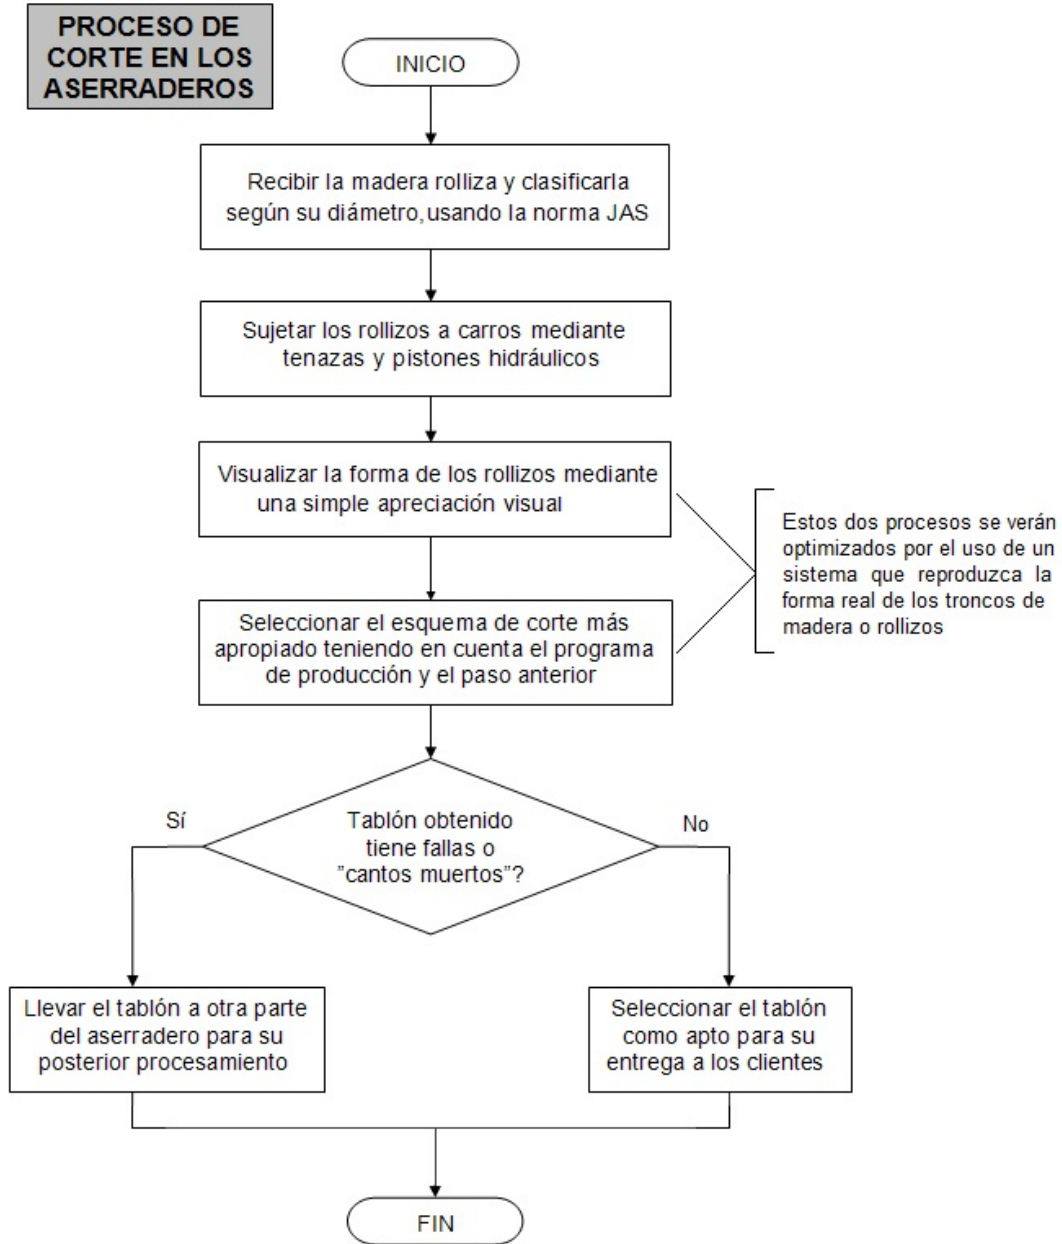 PROCESO DE
CORTE EN LOS
ASERRADEROS
INICIO
Recibir la madera rolliza y clasificarla
según su diámetro, usando la norma JAS
Sujetar los rollizos a carros mediante
tenazas y pistones hidráulicos
Visualizar la forma de los rollizos mediante
una simple apreciación visual
Estos dos procesos se verán
optimizados por el uso de un
sistema que reproduzca la
forma real de los troncos de
madera o rollizos
Seleccionar el esquema de corte más
apropiado teniendo en cuenta el programa
de producción y el paso anterior
Tablón obtenido
tiene fallas o
"cantos muertos”?
Sí
No
Llevar el tablón a otra parte
del aserradero para su
posterior procesamiento
Seleccionar el tablón
como apto para su
entrega a los clientes
FIN